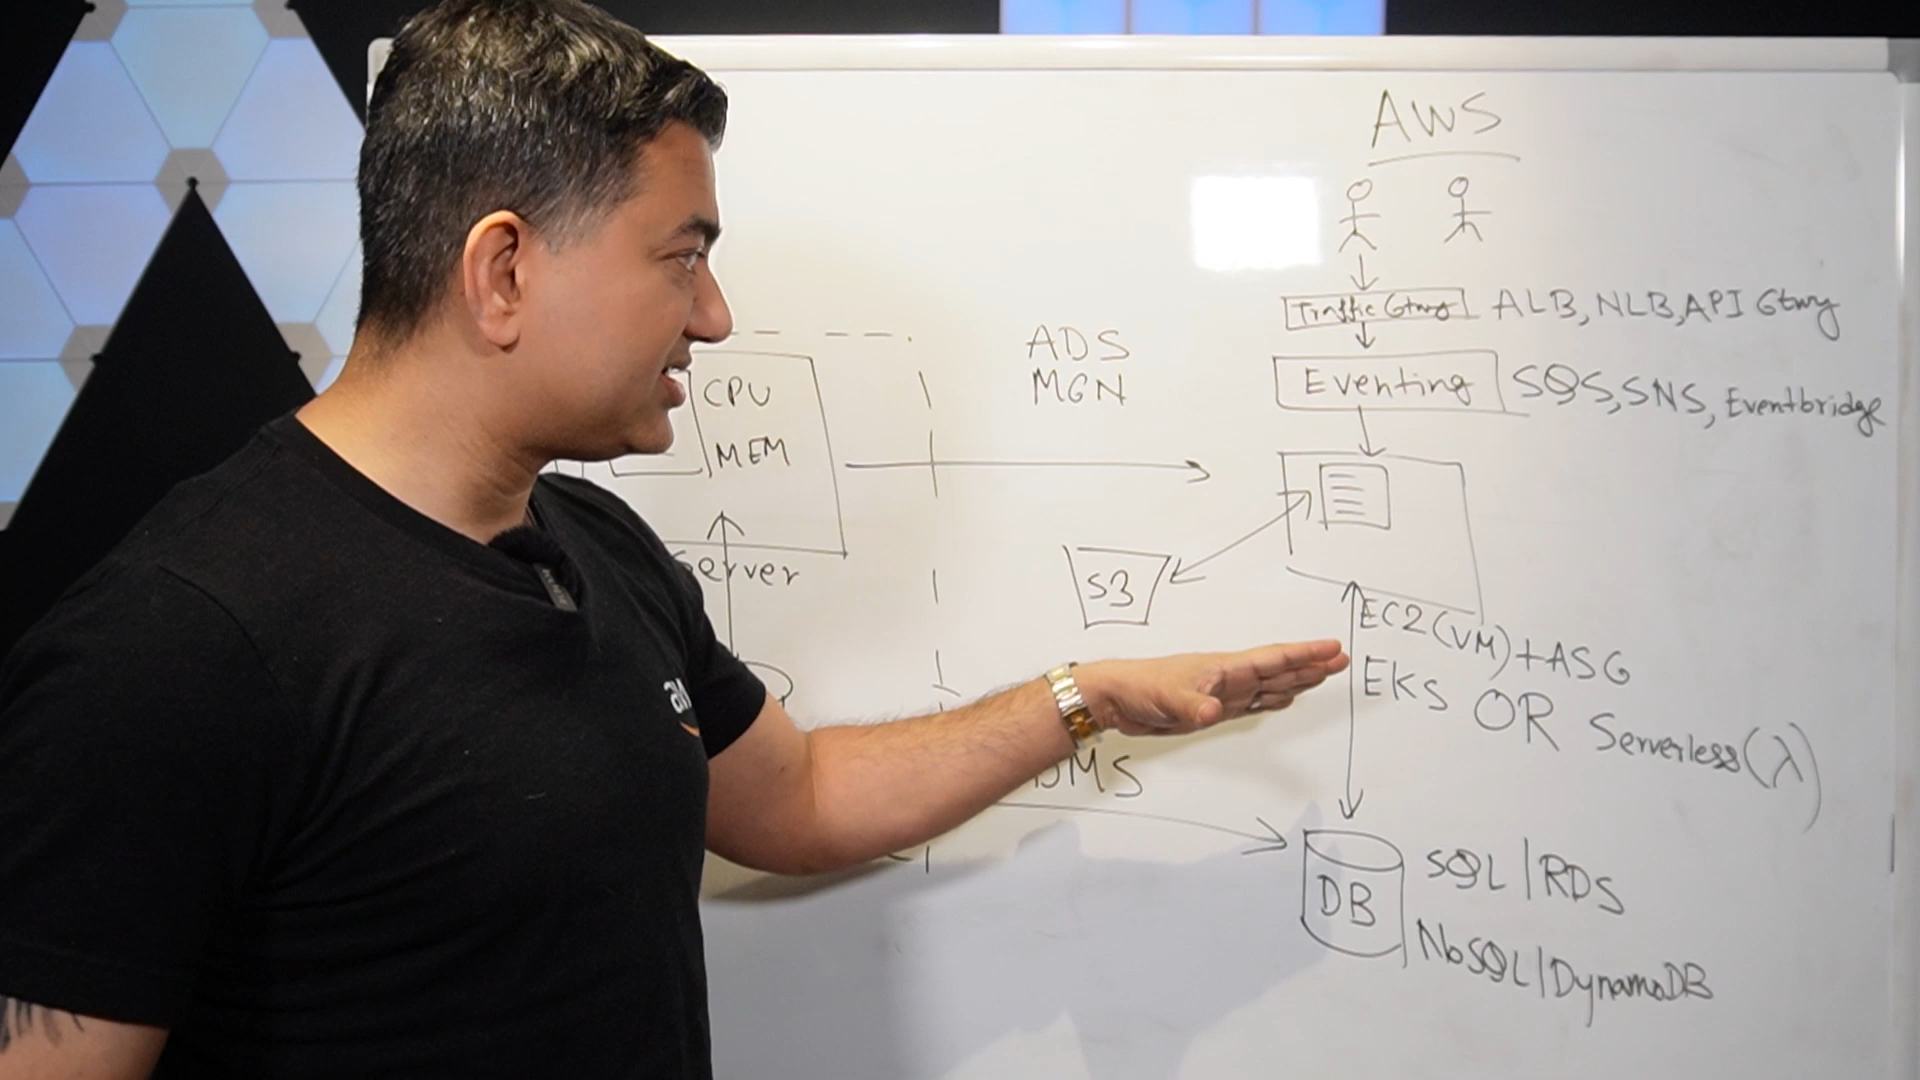 AWS
Traffic Gtwy ALB, NLB, API Gtwy
Eventing SQS, SNS, Eventbridge
ADS
MGN
CPU
MEM
Server
S3
EC2(VM)+ASG
EKS OR Serverless(λ)
DMS
DB
SQL/RDS
NoSQL/DynamoDB